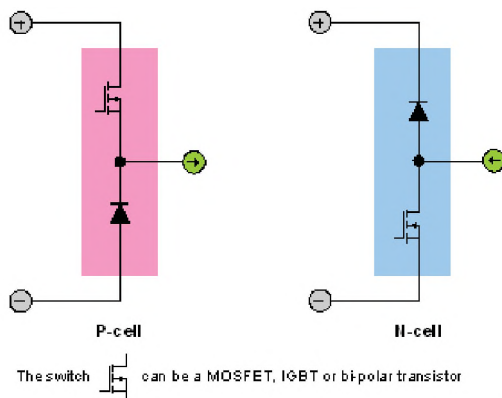 + +
− −
P-cell N-cell
The switch can be a MOSFET, IGBT or bi-polar transistor